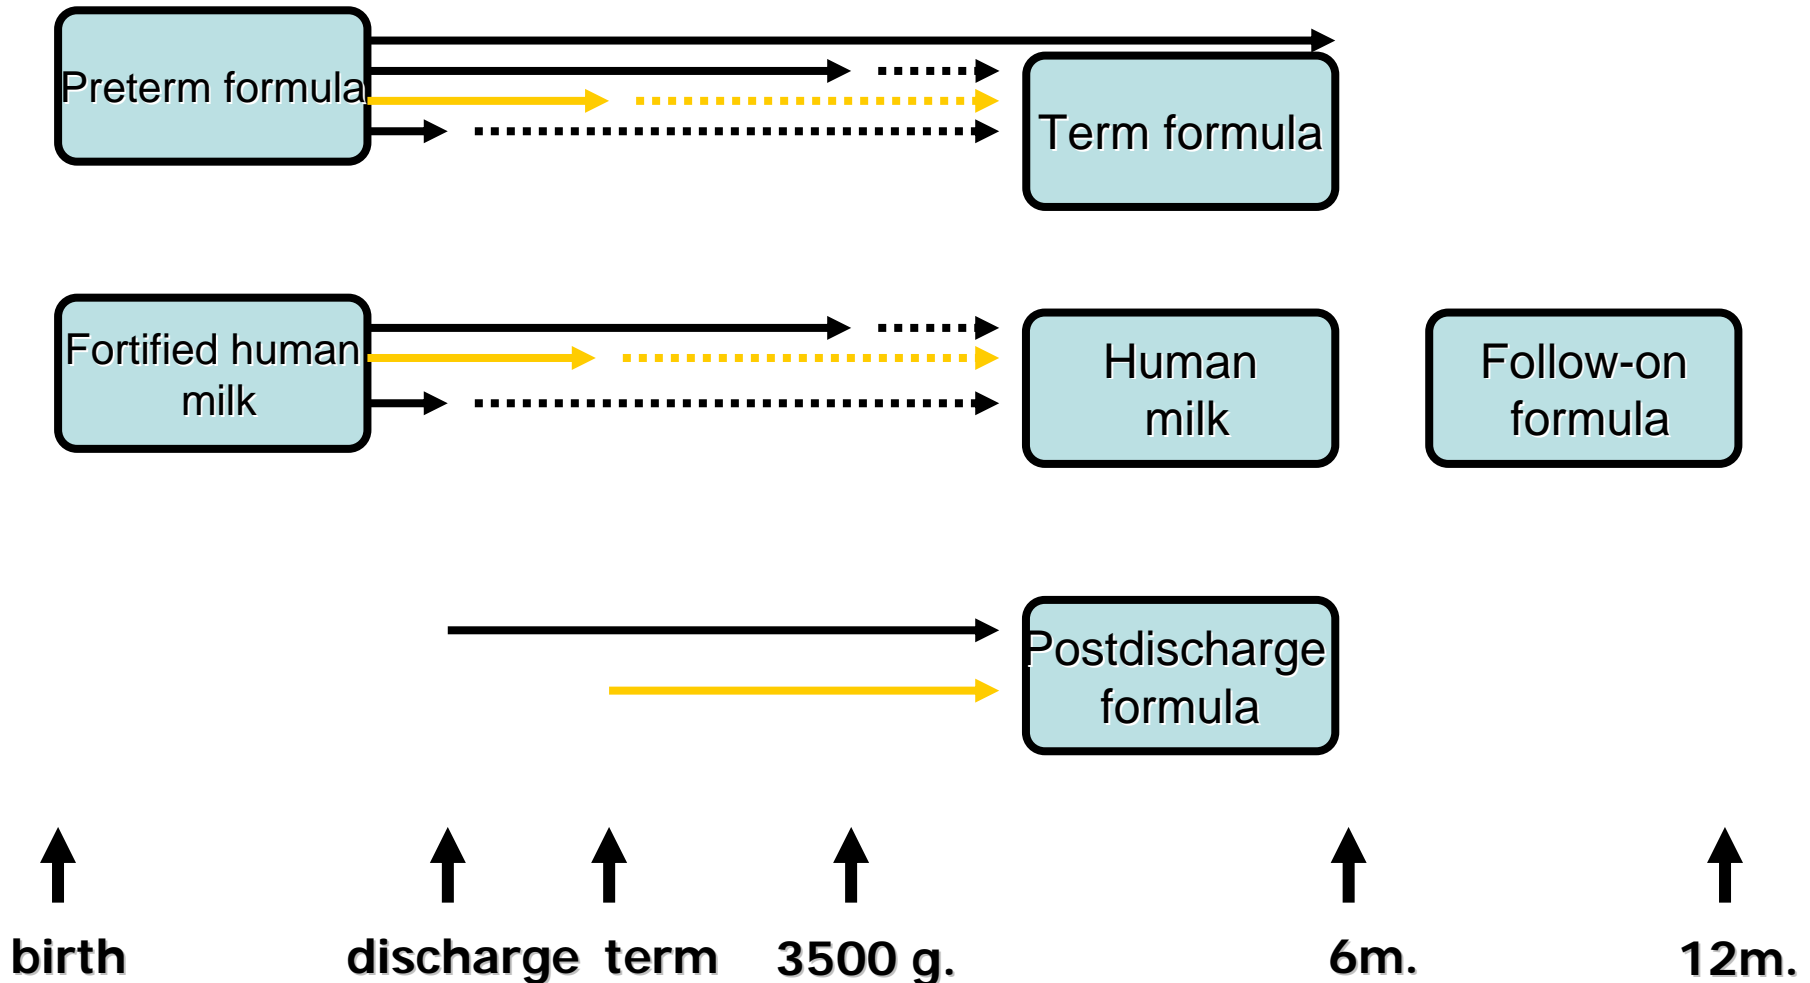 Preterm formula
Term formula
Fortified human
milk
Human
milk
Follow-on
formula
Postdischarge
formula
birth
discharge
term
3500 g.
6m.
12m.